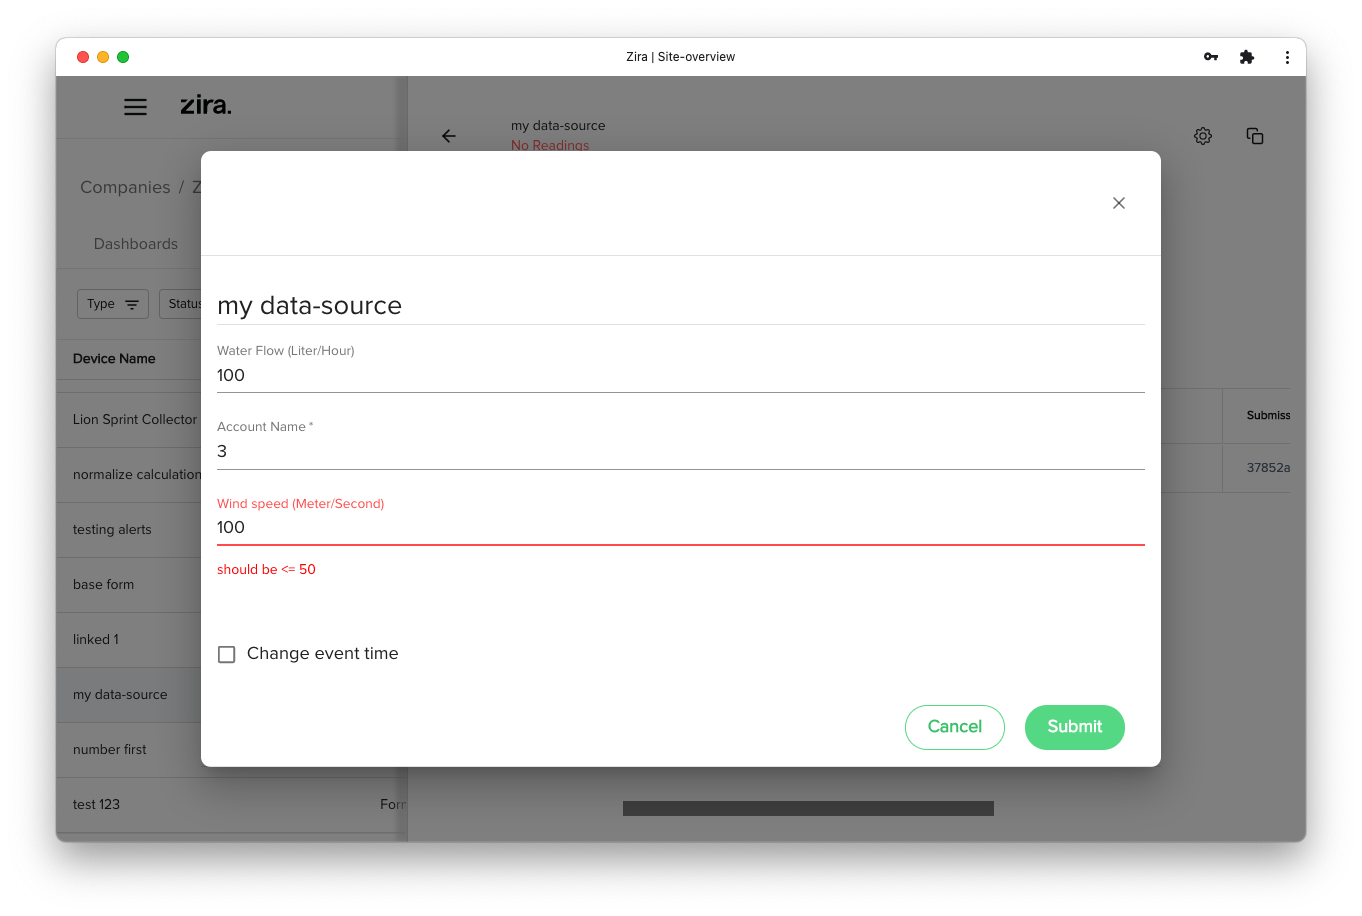 Zira | Site-overview
zira.
my data-source
No Readings
Companies / Z
Dashboards
Type
Status
Device Name
Lion Sprint Collector
normalize calculation
testing alerts
base form
linked 1
my data-source
number first
test 123
Form
my data-source
Water Flow (Liter/Hour)
100
Account Name *
3
Wind speed (Meter/Second)
100
should be <= 50
Change event time
Cancel
Submit
Submiss
37852a